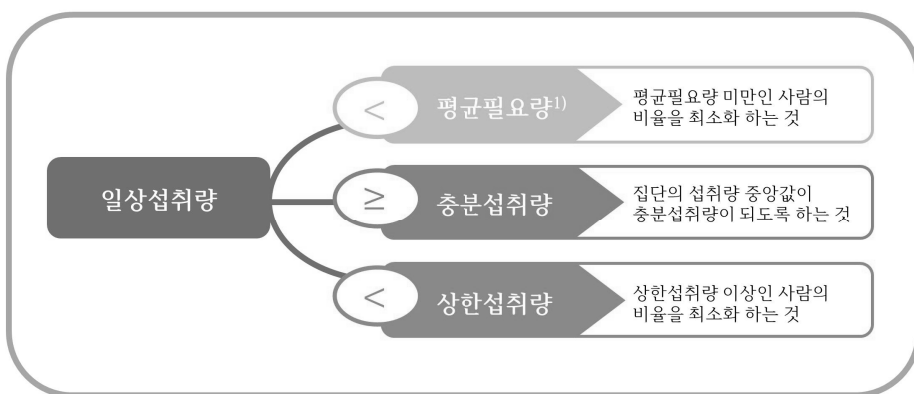 < 평균필요량1) 평균필요량 미만인 사람의
비율을 최소화 하는 것
일상섭취량
≥ 충분섭취량 집단의 섭취량 중앙값이
충분섭취량이 되도록 하는 것
< 상한섭취량 상한섭취량 이상인 사람의
비율을 최소화 하는 것